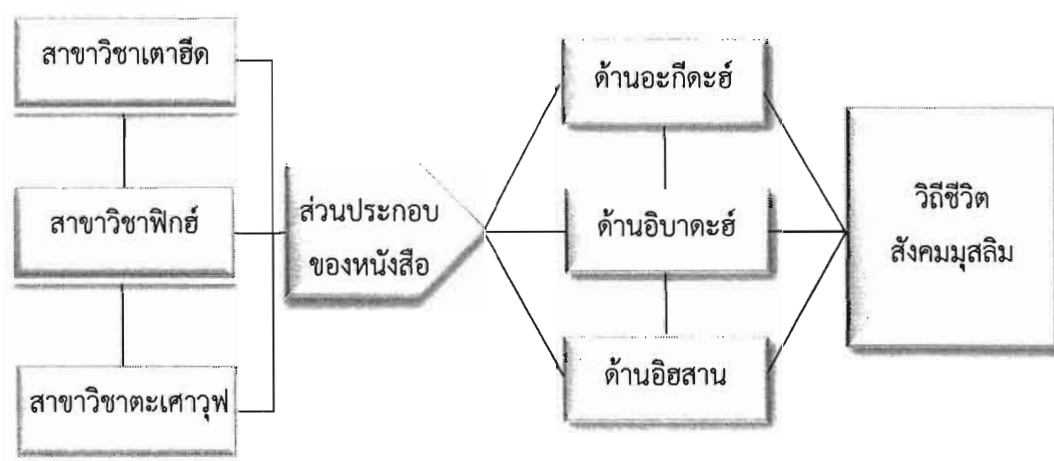 สาขาวิชาเตาฮีด
สาขาวิชาฟิกฮ์
สาขาวิชาตะเศาวุฟ
ส่วนประกอบ
ของหนังสือ
ด้านอะกีดะฮ์
ด้านอิบาดะฮ์
ด้านอิฮสาน
วิถีชีวิต
สังคมมุสลิม